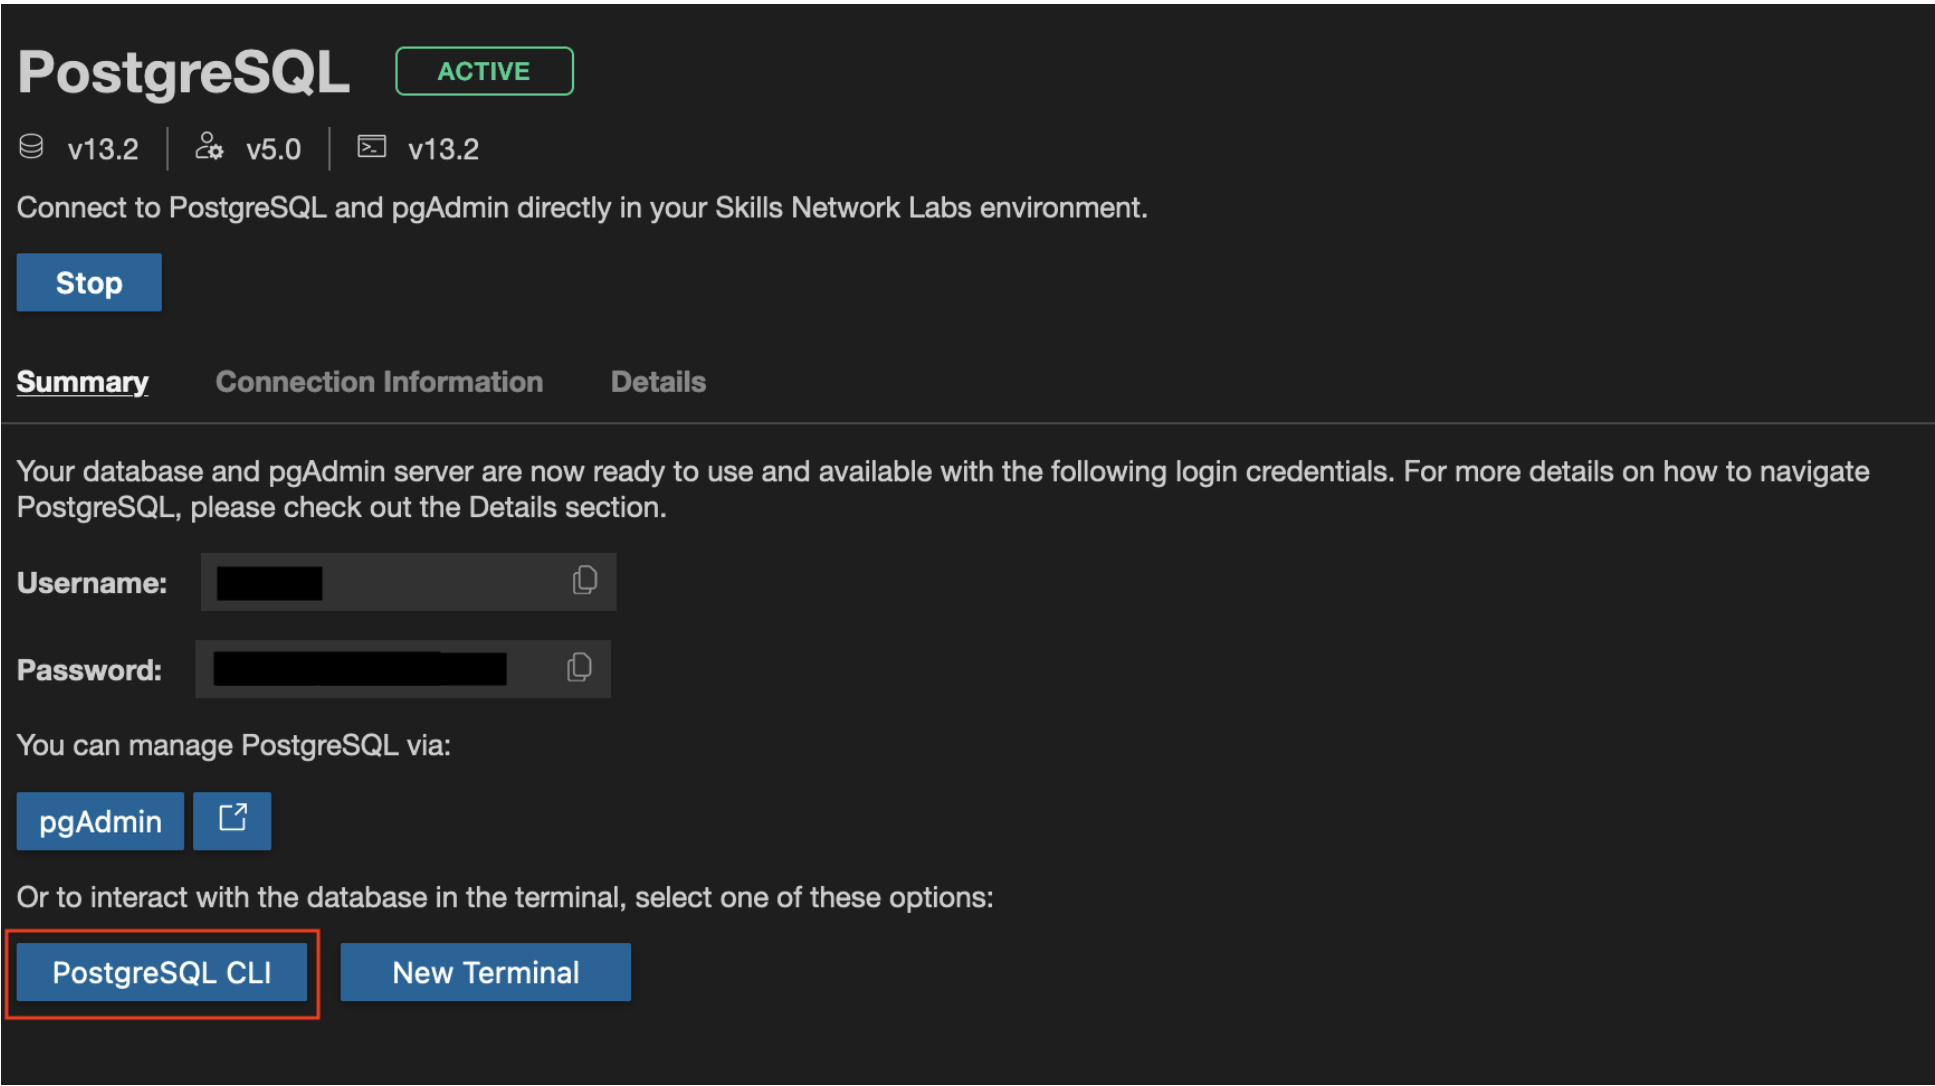 PostgreSQL ACTIVE
v13.2 v5.0 v13.2
Connect to PostgreSQL and pgAdmin directly in your Skills Network Labs environment.
Stop
Summary Connection Information Details
Your database and pgAdmin server are now ready to use and available with the following login credentials. For more details on how to navigate
PostgreSQL, please check out the Details section.
Username:
Password:
You can manage PostgreSQL via:
pgAdmin
Or to interact with the database in the terminal, select one of these options:
PostgreSQL CLI New Terminal